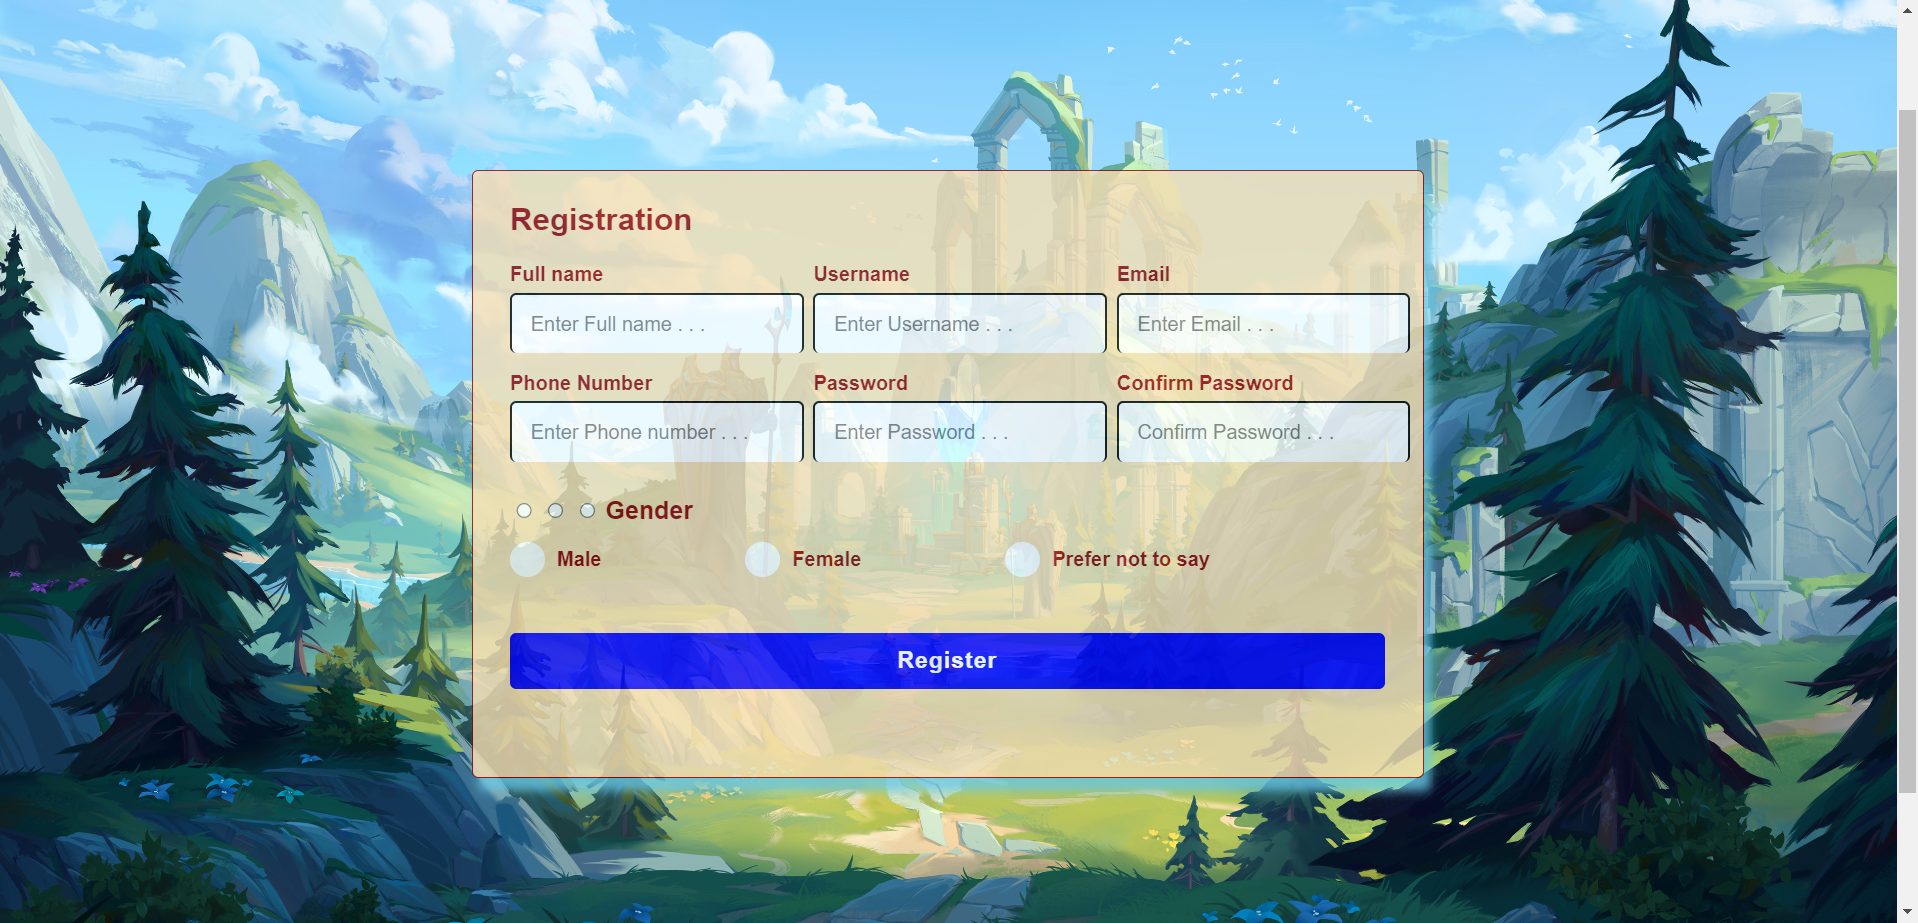 Registration
Full name Username Email
Enter Full name . . . Enter Username . . . Enter Email . . .
Phone Number Password Confirm Password
Enter Phone number . . . Enter Password . . . Confirm Password . . .
Gender
Male Female Prefer not to say
Register